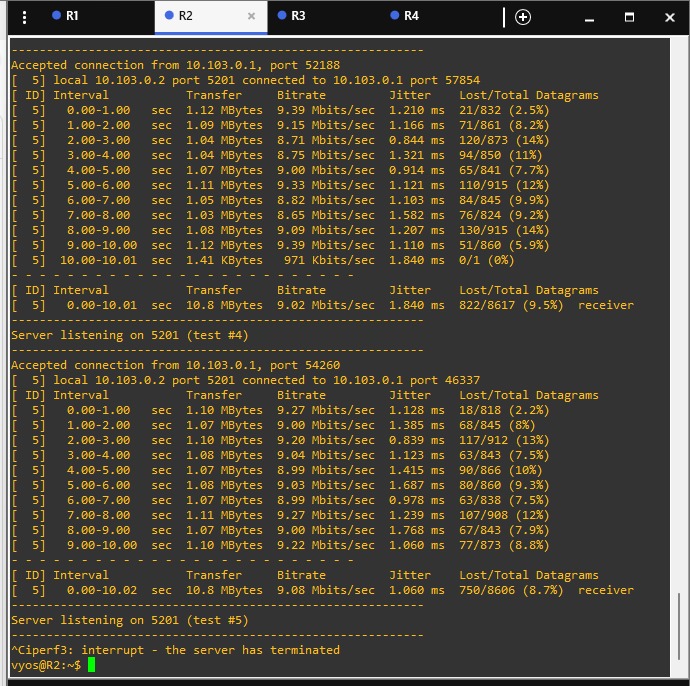 R1
R2
R3
R4
------------------------------------------------------------
Accepted connection from 10.103.0.1, port 52188
[  5] local 10.103.0.2 port 5201 connected to 10.103.0.1 port 57854
[ ID] Interval           Transfer     Bitrate         Jitter    Lost/Total Datagrams
[  5]   0.00-1.00   sec  1.12 MBytes  9.39 Mbits/sec  1.210 ms  21/832 (2.5%)
[  5]   1.00-2.00   sec  1.09 MBytes  9.15 Mbits/sec  1.166 ms  71/861 (8.2%)
[  5]   2.00-3.00   sec  1.04 MBytes  8.71 Mbits/sec  0.844 ms  120/873 (14%)
[  5]   3.00-4.00   sec  1.04 MBytes  8.75 Mbits/sec  1.321 ms  94/850 (11%)
[  5]   4.00-5.00   sec  1.07 MBytes  9.00 Mbits/sec  0.914 ms  65/841 (7.7%)
[  5]   5.00-6.00   sec  1.11 MBytes  9.33 Mbits/sec  1.121 ms  110/915 (12%)
[  5]   6.00-7.00   sec  1.05 MBytes  8.82 Mbits/sec  1.103 ms  84/845 (9.9%)
[  5]   7.00-8.00   sec  1.03 MBytes  8.65 Mbits/sec  1.582 ms  76/824 (9.2%)
[  5]   8.00-9.00   sec  1.08 MBytes  9.09 Mbits/sec  1.207 ms  130/915 (14%)
[  5]   9.00-10.00  sec  1.12 MBytes  9.39 Mbits/sec  1.110 ms  51/860 (5.9%)
[  5]  10.00-10.01  sec  1.41 KBytes   971 Kbits/sec  1.840 ms  0/1 (0%)
- - - - - - - - - - - - - - - - - - - - - - - - -
[ ID] Interval           Transfer     Bitrate         Jitter    Lost/Total Datagrams
[  5]   0.00-10.01  sec  10.8 MBytes  9.02 Mbits/sec  1.840 ms  822/8617 (9.5%)  receiver
------------------------------------------------------------
Server listening on 5201 (test #4)
------------------------------------------------------------
Accepted connection from 10.103.0.1, port 54260
[  5] local 10.103.0.2 port 5201 connected to 10.103.0.1 port 46337
[ ID] Interval           Transfer     Bitrate         Jitter    Lost/Total Datagrams
[  5]   0.00-1.00   sec  1.10 MBytes  9.27 Mbits/sec  1.128 ms  18/818 (2.2%)
[  5]   1.00-2.00   sec  1.07 MBytes  9.00 Mbits/sec  1.385 ms  68/845 (8%)
[  5]   2.00-3.00   sec  1.10 MBytes  9.20 Mbits/sec  0.839 ms  117/912 (13%)
[  5]   3.00-4.00   sec  1.08 MBytes  9.04 Mbits/sec  1.123 ms  63/843 (7.5%)
[  5]   4.00-5.00   sec  1.07 MBytes  8.99 Mbits/sec  1.415 ms  90/866 (10%)
[  5]   5.00-6.00   sec  1.08 MBytes  9.03 Mbits/sec  1.687 ms  80/860 (9.3%)
[  5]   6.00-7.00   sec  1.07 MBytes  8.99 Mbits/sec  0.978 ms  63/838 (7.5%)
[  5]   7.00-8.00   sec  1.11 MBytes  9.27 Mbits/sec  1.239 ms  107/908 (12%)
[  5]   8.00-9.00   sec  1.07 MBytes  9.00 Mbits/sec  1.768 ms  67/843 (7.9%)
[  5]   9.00-10.00  sec  1.10 MBytes  9.22 Mbits/sec  1.060 ms  77/873 (8.8%)
- - - - - - - - - - - - - - - - - - - - - - - - -
[ ID] Interval           Transfer     Bitrate         Jitter    Lost/Total Datagrams
[  5]   0.00-10.02  sec  10.8 MBytes  9.08 Mbits/sec  1.060 ms  750/8606 (8.7%)  receiver
------------------------------------------------------------
Server listening on 5201 (test #5)
------------------------------------------------------------
^Ciperf3: interrupt - the server has terminated
vyos@R2:~$